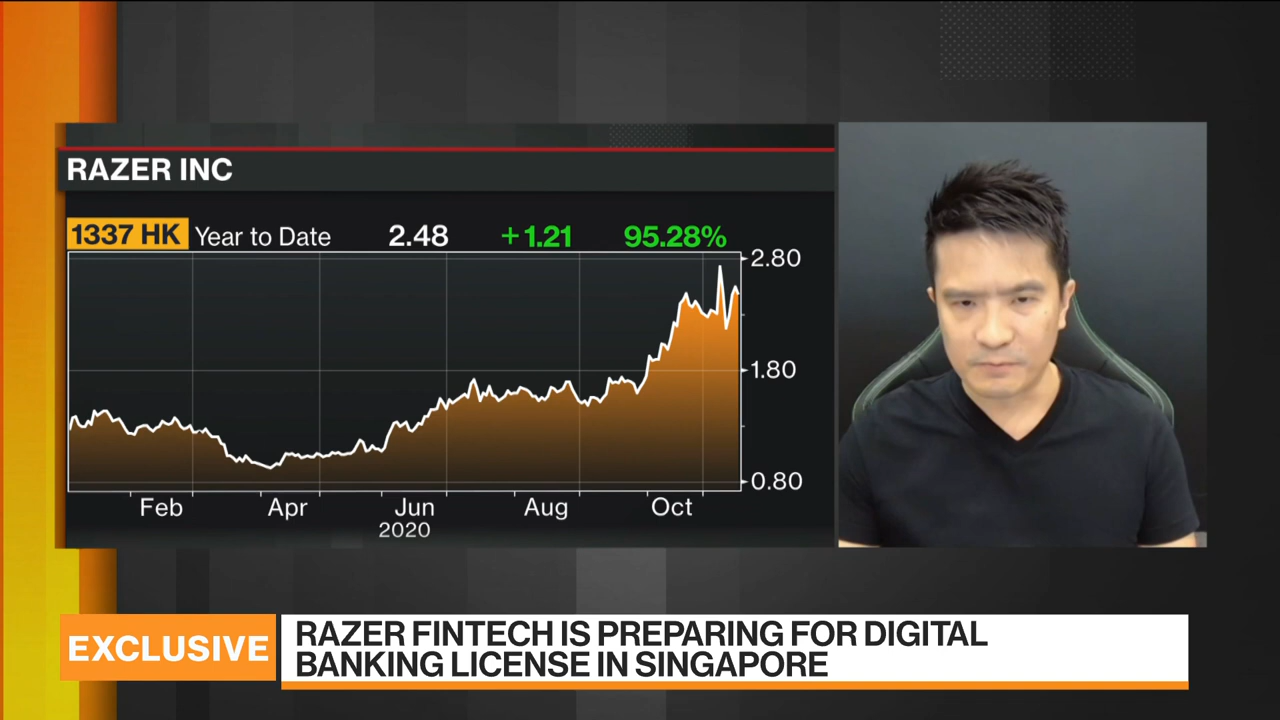 RAZER INC
1337 HK Year to Date 2.48 +1.21 95.28%
2.80
1.80
0.80
Feb Apr Jun Aug Oct
2020
EXCLUSIVE
RAZER FINTECH IS PREPARING FOR DIGITAL
BANKING LICENSE IN SINGAPORE